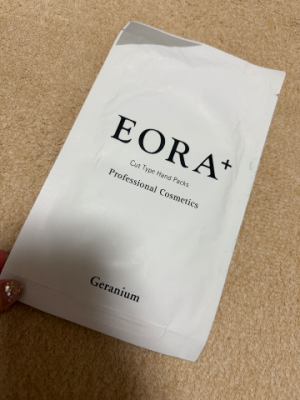 EORA+
Cut Type Hand Packs
Professional Cosmetics
Geranium